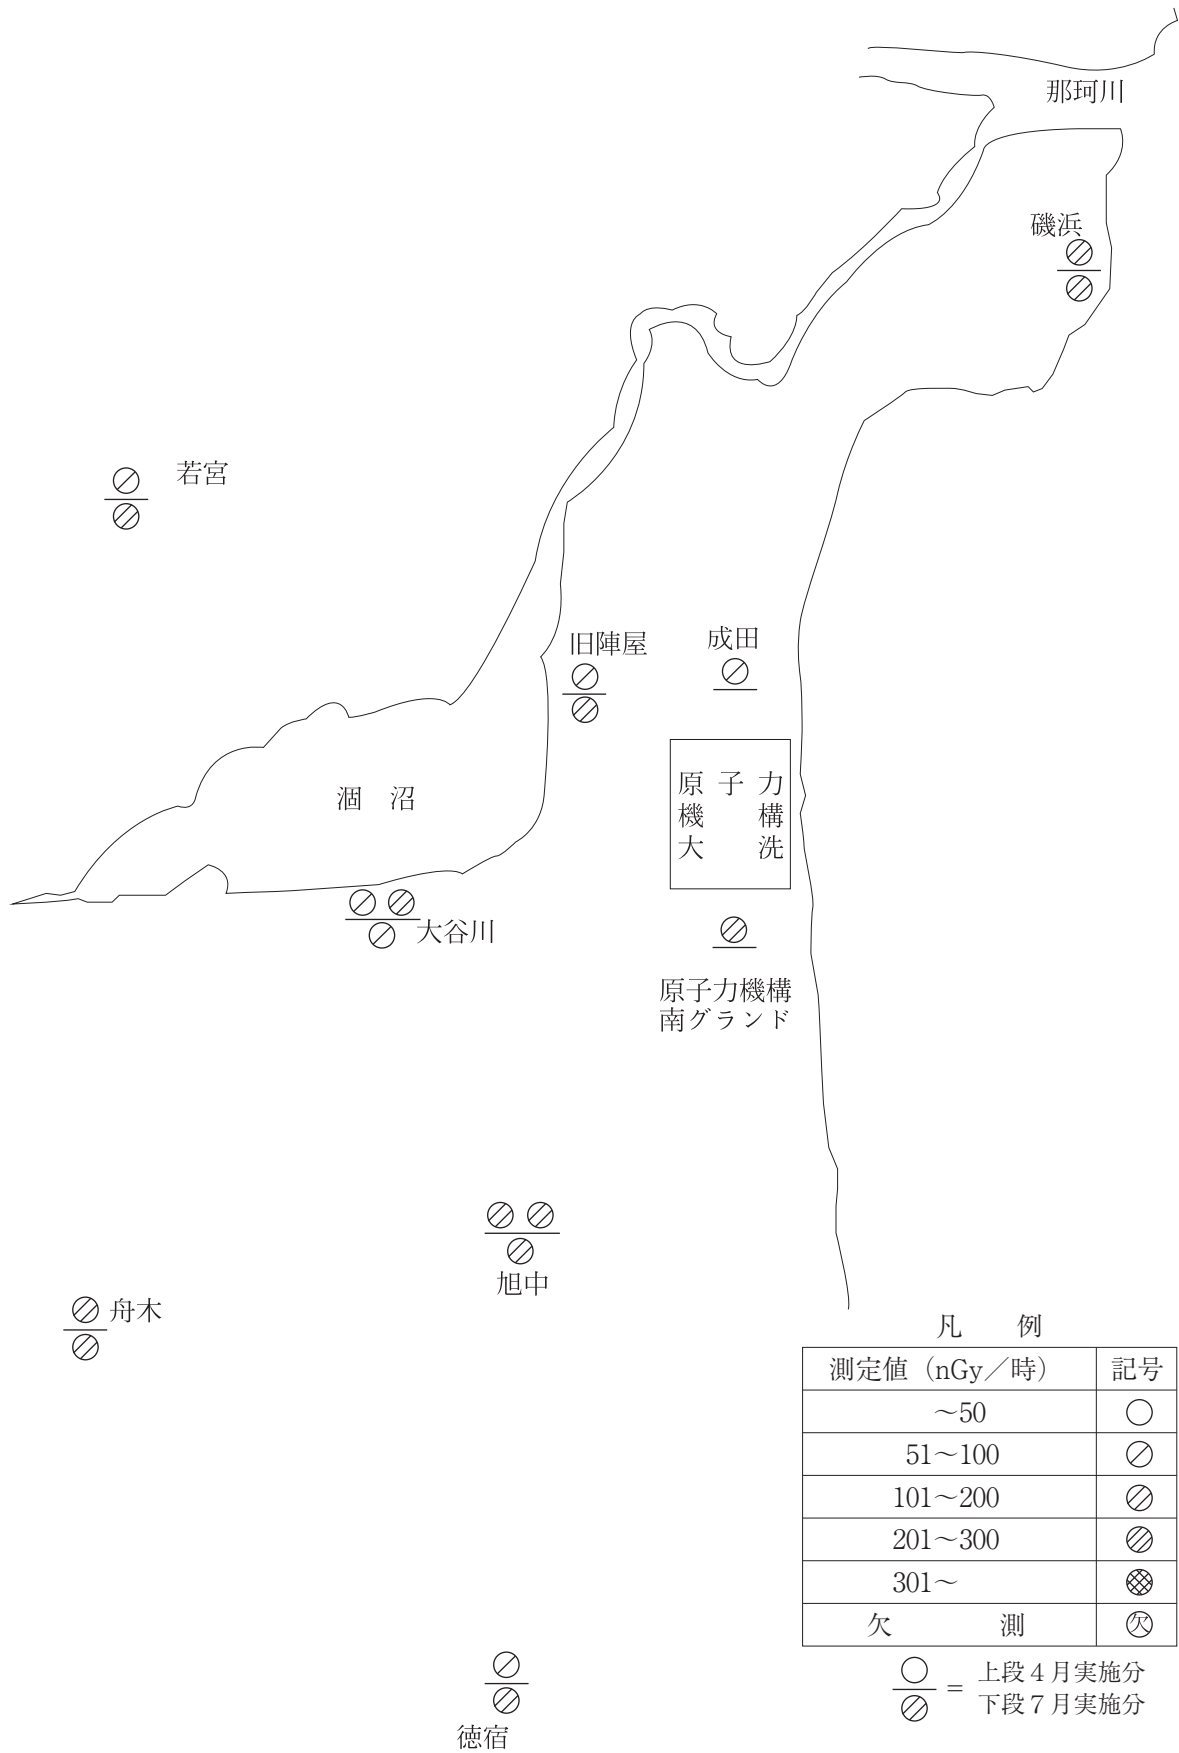 那珂川
磯浜
若宮
旧陣屋
成田
原子力
機構
大洗
涸沼
大谷川
原子力機構
南グランド
旭中
舟木
凡例
測定値（nGy／時） 記号
～50
51～100
101～200
201～300
301～
欠測 欠
= 上段４月実施分
下段７月実施分
徳宿